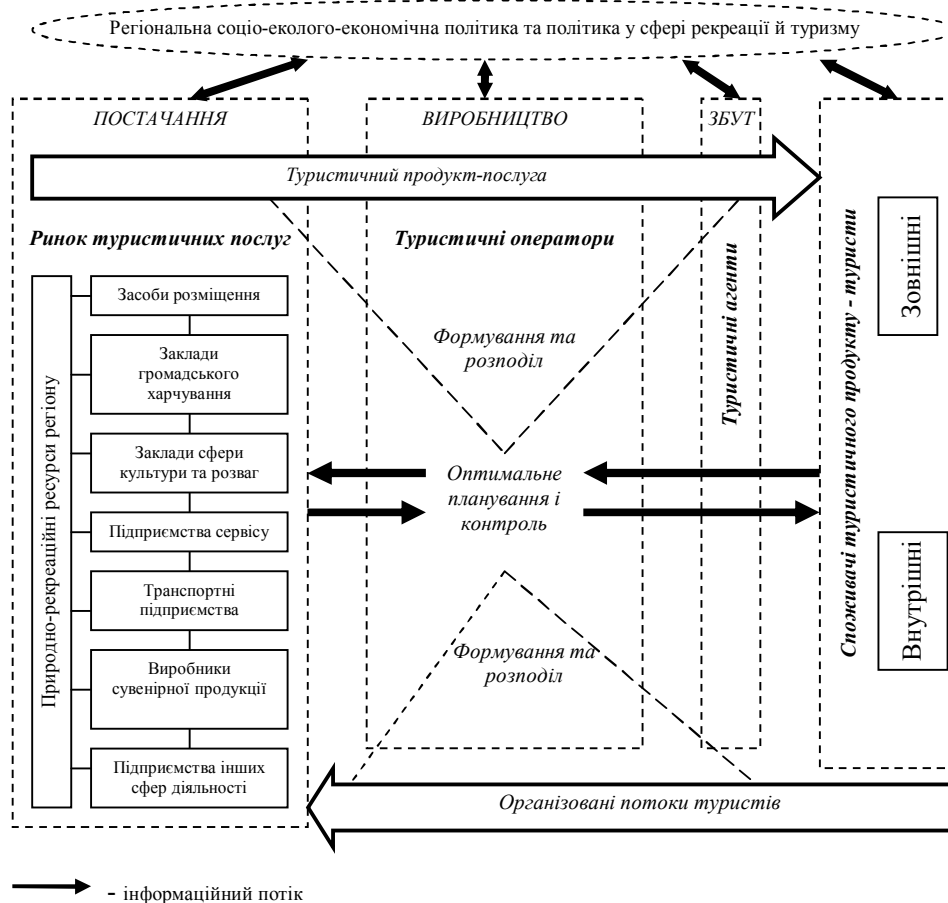 Регіональна соціо-еколого-економічна політика та політика у сфері рекреації й туризму
ПОСТАЧАННЯ
ВИРОБНИЦТВО
ЗБУТ
Туристичний продукт-послуга
Ринок туристичних послуг
Туристичні оператори
Туристичні агенти
Споживачі туристичного продукту - туристи
Зовнішні
Внутрішні
Природно-рекреаційні ресурси регіону
Засоби розміщення
Заклади
громадського
харчування
Заклади сфери
культури та розваг
Підприємства сервісу
Транспортні
підприємства
Виробники
сувенірної продукції
Підприємства інших
сфер діяльності
Формування та
розподіл
Оптимальне
планування і
контроль
Формування та
розподіл
Організовані потоки туристів
- інформаційний потік